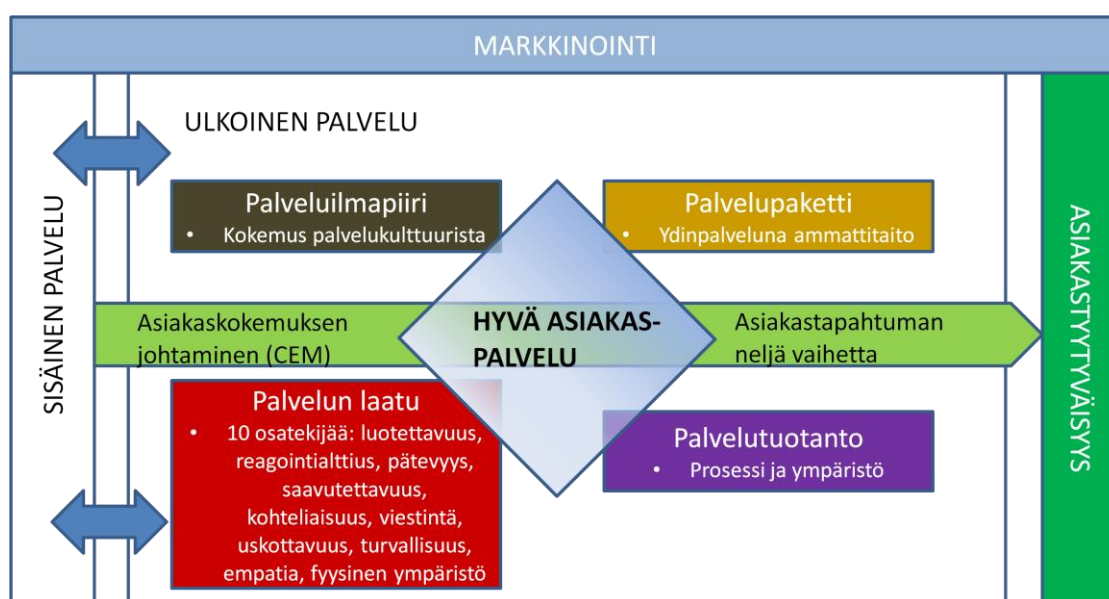 MARKKINOINTI
SISÄINEN PALVELU
ULKOINEN PALVELU
Palveluilmapiiri
• Kokemus palvelukulttuurista
Palvelupaketti
• Ydinpalveluna ammattitaito
Asiakaskokemuksen
johtaminen (CEM)
HYVÄ ASIAKAS-
PALVELU
Asiakastapahtuman
neljä vaihetta
Palvelun laatu
• 10 osatekijää: luotettavuus,
reagointialttius, pätevyys,
saavutettavuus,
kohteliaisuus, viestintä,
uskottavuus, turvallisuus,
empatia, fyysinen ympäristö
Palvelutuotanto
• Prosessi ja ympäristö
ASIAKASTYYTYVÄISYYS